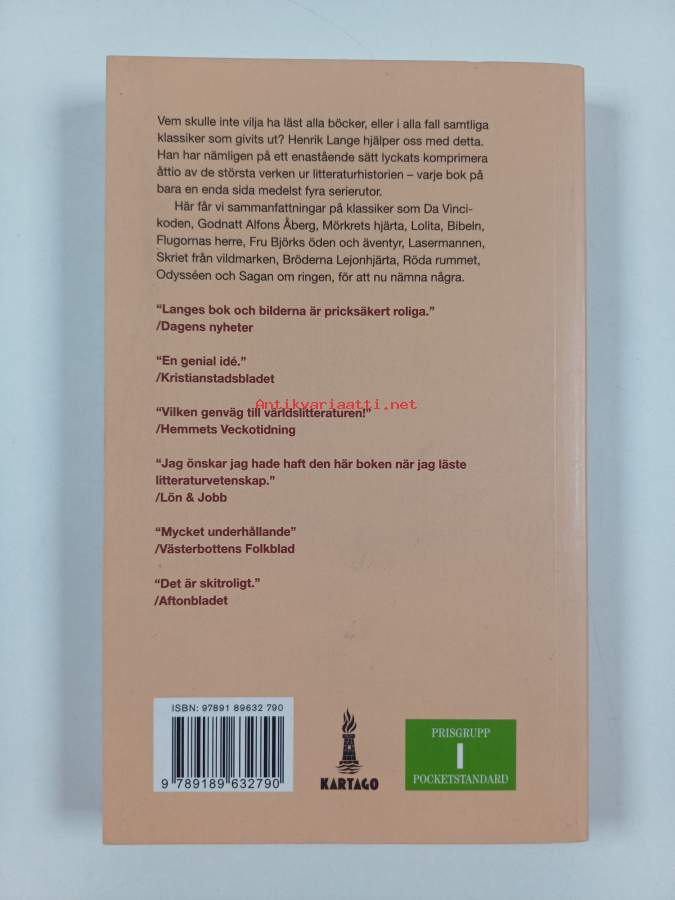 Vem skulle inte vilja ha läst alla böcker, eller i alla fall samtliga
klassiker som givits ut? Henrik Lange hjälper oss med detta.
Han har nämligen på ett enastående sätt lyckats komprimera
åttio av de största verken ur litteraturhistorien – varje bok på
bara en enda sida medelst fyra serierutor.
Här får vi sammanfattningar på klassiker som Da Vinci-
koden, Godnatt Alfons Åberg, Mörkrets hjärta, Lolita, Bibeln,
Flugornas herre, Fru Björks öden och äventyr, Lasermannen,
Skriet från vildmarken, Bröderna Lejonhjärta, Röda rummet,
Odysséen och Sagan om ringen, för att nu nämna några.
“Langes bok och bilderna är pricksäkert roliga.”
/Dagens nyheter
“En genial idé.”
/Kristianstadsbladet
Antikvariaatti.net
“Vilken genväg till världslitteraturen!”
/Hemmets Veckotidning
“Jag önskar jag hade haft den här boken när jag läste
litteraturvetenskap.”
/Lön & Jobb
“Mycket underhållande”
/Västerbottens Folkblad
“Det är skitroligt.”
/Aftonbladet
ISBN: 97891 89632 790
9 789189 632790
KARTAGO
PRISGRUPP
I
POCKETSTANDARD